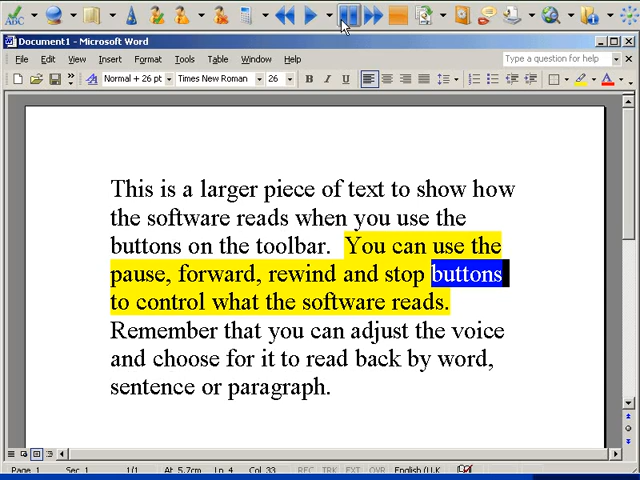 ABC
Document1 - Microsoft Word
File Edit View Insert Format Tools Table Window Help Type a question for help
Normal + 26 pt Times New Roman 26 B I U A
This is a larger piece of text to show how
the software reads when you use the
buttons on the toolbar. You can use the
pause, forward, rewind and stop buttons
to control what the software reads.
Remember that you can adjust the voice
and choose for it to read back by word,
sentence or paragraph.
Page 1 Sec 1 1/1 At 5.7cm Ln 4 Col 33 REC TRK EXT OVR English (U.K